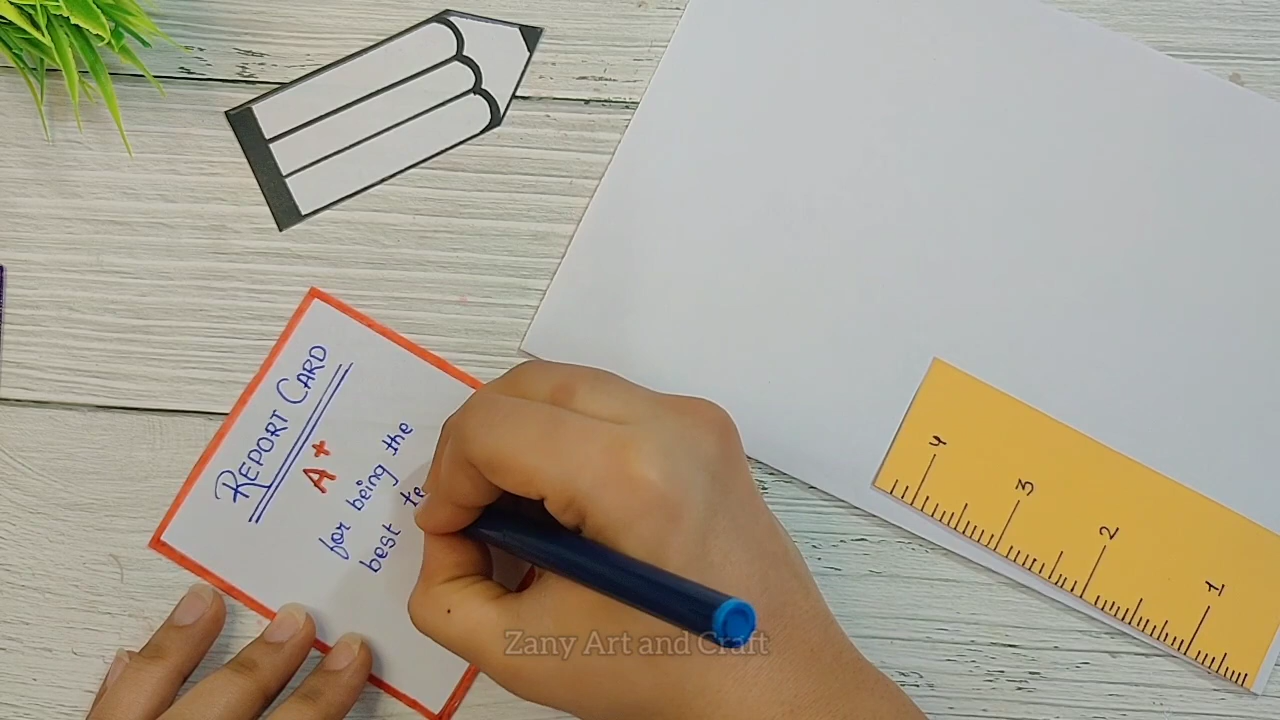 REPORT CARD
A+
for being the
best te
4
3
2
1
Zany Art and Craft